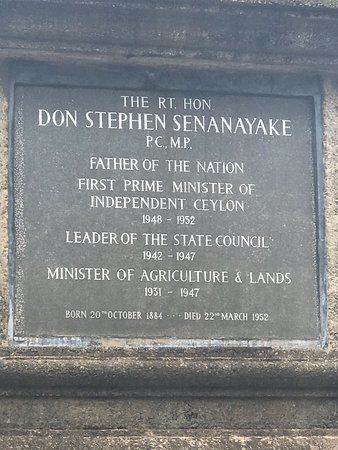 THE RT. HON.
DON STEPHEN SENANAYAKE
P.C., M.P.
FATHER OF THE NATION
FIRST PRIME MINISTER OF
INDEPENDENT CEYLON
1948 - 1952
LEADER OF THE STATE COUNCIL
1942 - 1947
MINISTER OF AGRICULTURE & LANDS
1931 - 1947
BORN 20TH OCTOBER 1884 · · · DIED 22ND MARCH 1952